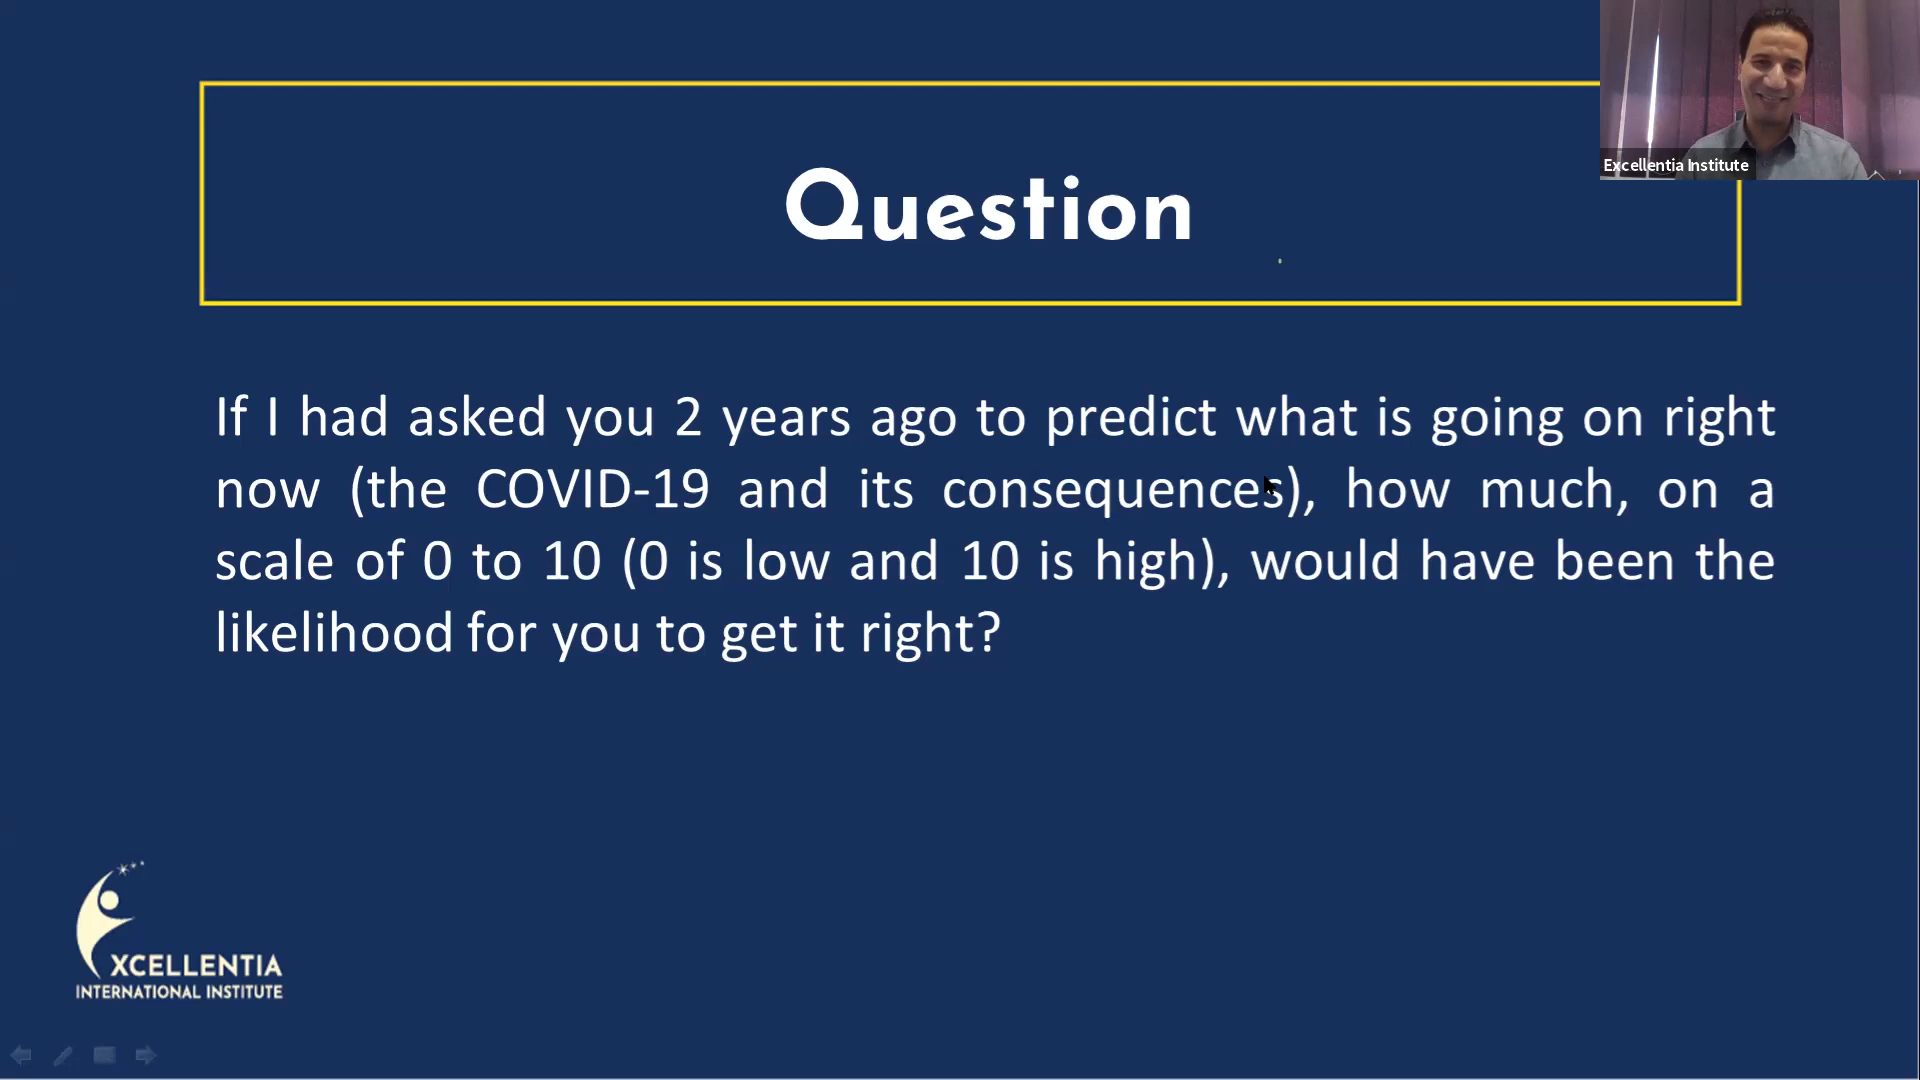 Excellentia Institute
Question
If I had asked you 2 years ago to predict what is going on right
now (the COVID-19 and its consequences), how much, on a
scale of 0 to 10 (0 is low and 10 is high), would have been the
likelihood for you to get it right?
XCELLENTIA
INTERNATIONAL INSTITUTE